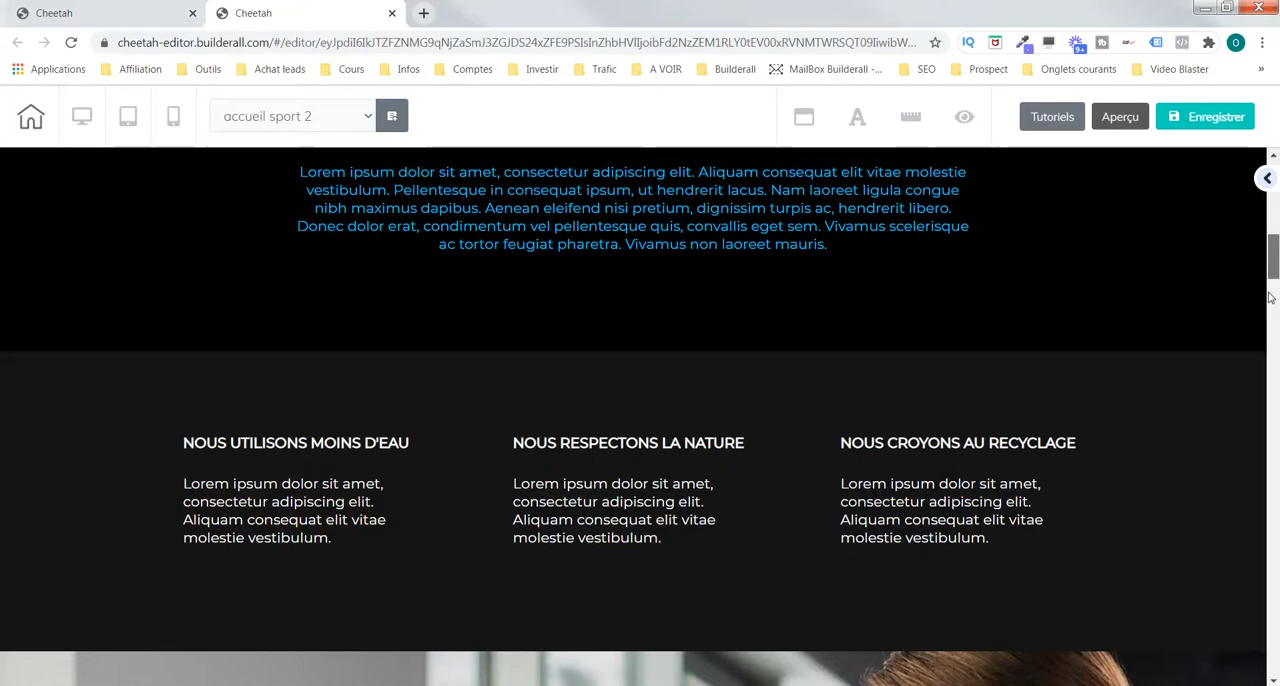 Cheetah
Cheetah
cheetah-editor.builderall.com/#/editor/eyJpdiI6IkJTZFZNMG9qNjZaSmJ3ZGlJDS24xZFE9PSIsInZhbHVlIjoibFd2NzZEM1RLY0tEV00xRVNMTWRSQT09IiwibW...
IQ
9+
O
Applications
Affiliation
Outils
Achat leads
Cours
Infos
Comptes
Investir
Trafic
A VOIR
Builderall
MailBox Builderall -...
SEO
Prospect
Onglets courants
Video Blaster
»
accueil sport 2
A
Tutoriels
Aperçu
Enregistrer
Lorem ipsum dolor sit amet, consectetur adipiscing elit. Aliquam consequat elit vitae molestie
vestibulum. Pellentesque in consequat ipsum, ut hendrerit lacus. Nam laoreet ligula congue
nibh maximus dapibus. Aenean eleifend nisi pretium, dignissim turpis ac, hendrerit libero.
Donec dolor erat, condimentum vel pellentesque quis, convallis eget sem. Vivamus scelerisque
ac tortor feugiat pharetra. Vivamus non laoreet mauris.
NOUS UTILISONS MOINS D'EAU
Lorem ipsum dolor sit amet,
consectetur adipiscing elit.
Aliquam consequat elit vitae
molestie vestibulum.
NOUS RESPECTONS LA NATURE
Lorem ipsum dolor sit amet,
consectetur adipiscing elit.
Aliquam consequat elit vitae
molestie vestibulum.
NOUS CROYONS AU RECYCLAGE
Lorem ipsum dolor sit amet,
consectetur adipiscing elit.
Aliquam consequat elit vitae
molestie vestibulum.